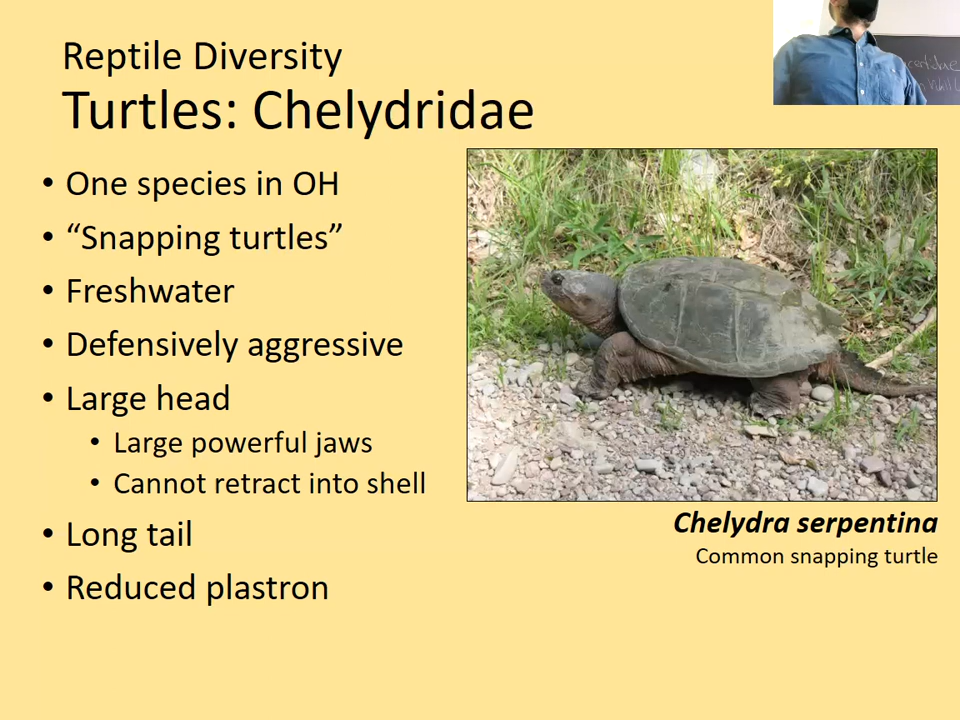 Reptile Diversity
Turtles: Chelydridae
• One species in OH
• “Snapping turtles”
• Freshwater
• Defensively aggressive
• Large head
• Large powerful jaws
• Cannot retract into shell
• Long tail
• Reduced plastron
Chelydra serpentina
Common snapping turtle